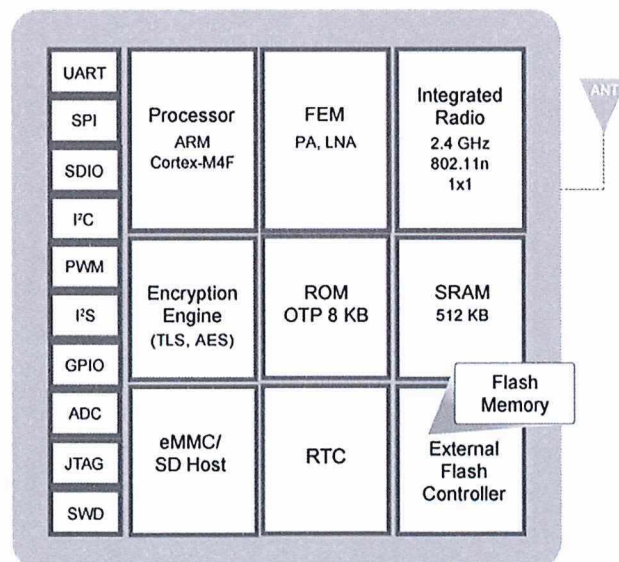 UART
SPI
SDIO
I²C
PWM
I²S
GPIO
ADC
JTAG
SWD
Processor
ARM
Cortex-M4F
FEM
PA, LNA
Integrated
Radio
2.4 GHz
802.11n
1x1
ANT
Encryption
Engine
(TLS, AES)
ROM
OTP 8 KB
SRAM
512 KB
Flash
Memory
eMMC/
SD Host
RTC
External
Flash
Controller